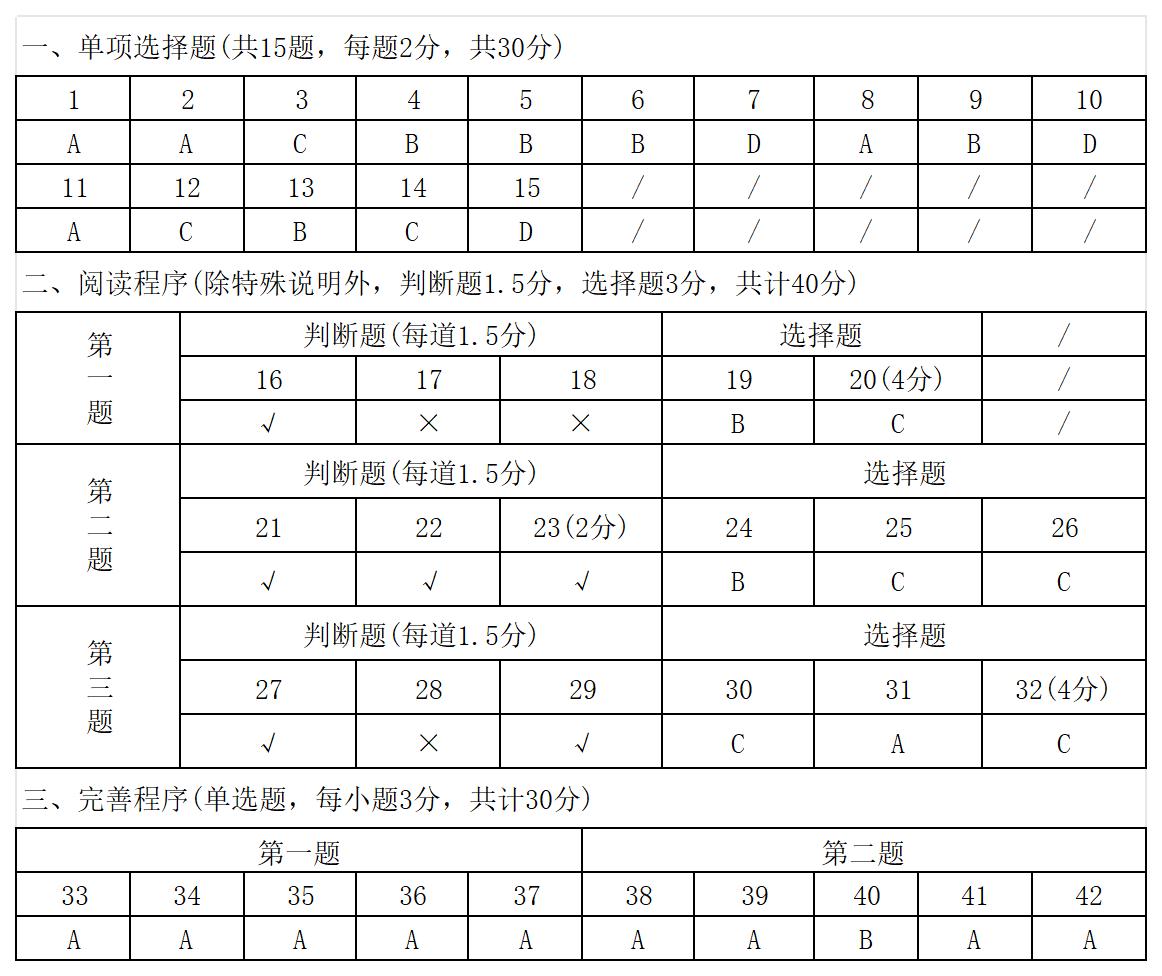 一、单项选择题(共15题，每题2分，共30分)
1 2 3 4 5 6 7 8 9 10
A A C B B B D A B D
11 12 13 14 15 / / / / /
A C B C D / / / / /
二、阅读程序(除特殊说明外，判断题1.5分，选择题3分，共计40分)
第一题
判断题(每道1.5分) 选择题 /
16 17 18 19 20(4分) /
√ × × B C /
第二题
判断题(每道1.5分) 选择题
21 22 23(2分) 24 25 26
√ √ √ B C C
第三题
判断题(每道1.5分) 选择题
27 28 29 30 31 32(4分)
√ × √ C A C
三、完善程序(单选题，每小题3分，共计30分)
第一题 第二题
33 34 35 36 37 38 39 40 41 42
A A A A A A A B A A